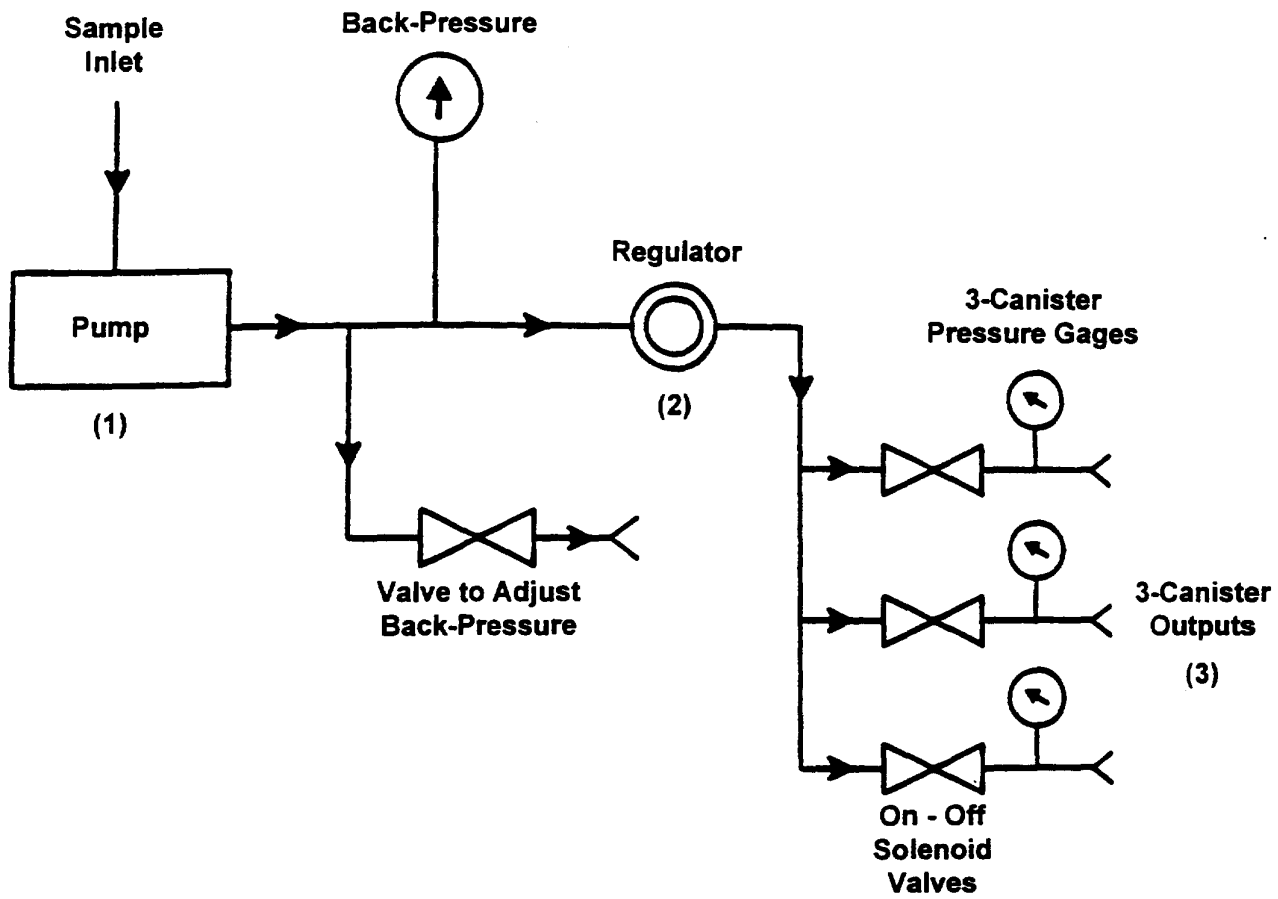 Sample
Inlet
Back-Pressure
Regulator
3-Canister
Pressure Gages
Pump
(1)
(2)
Valve to Adjust
Back-Pressure
3-Canister
Outputs
(3)
On - Off
Solenoid
Valves